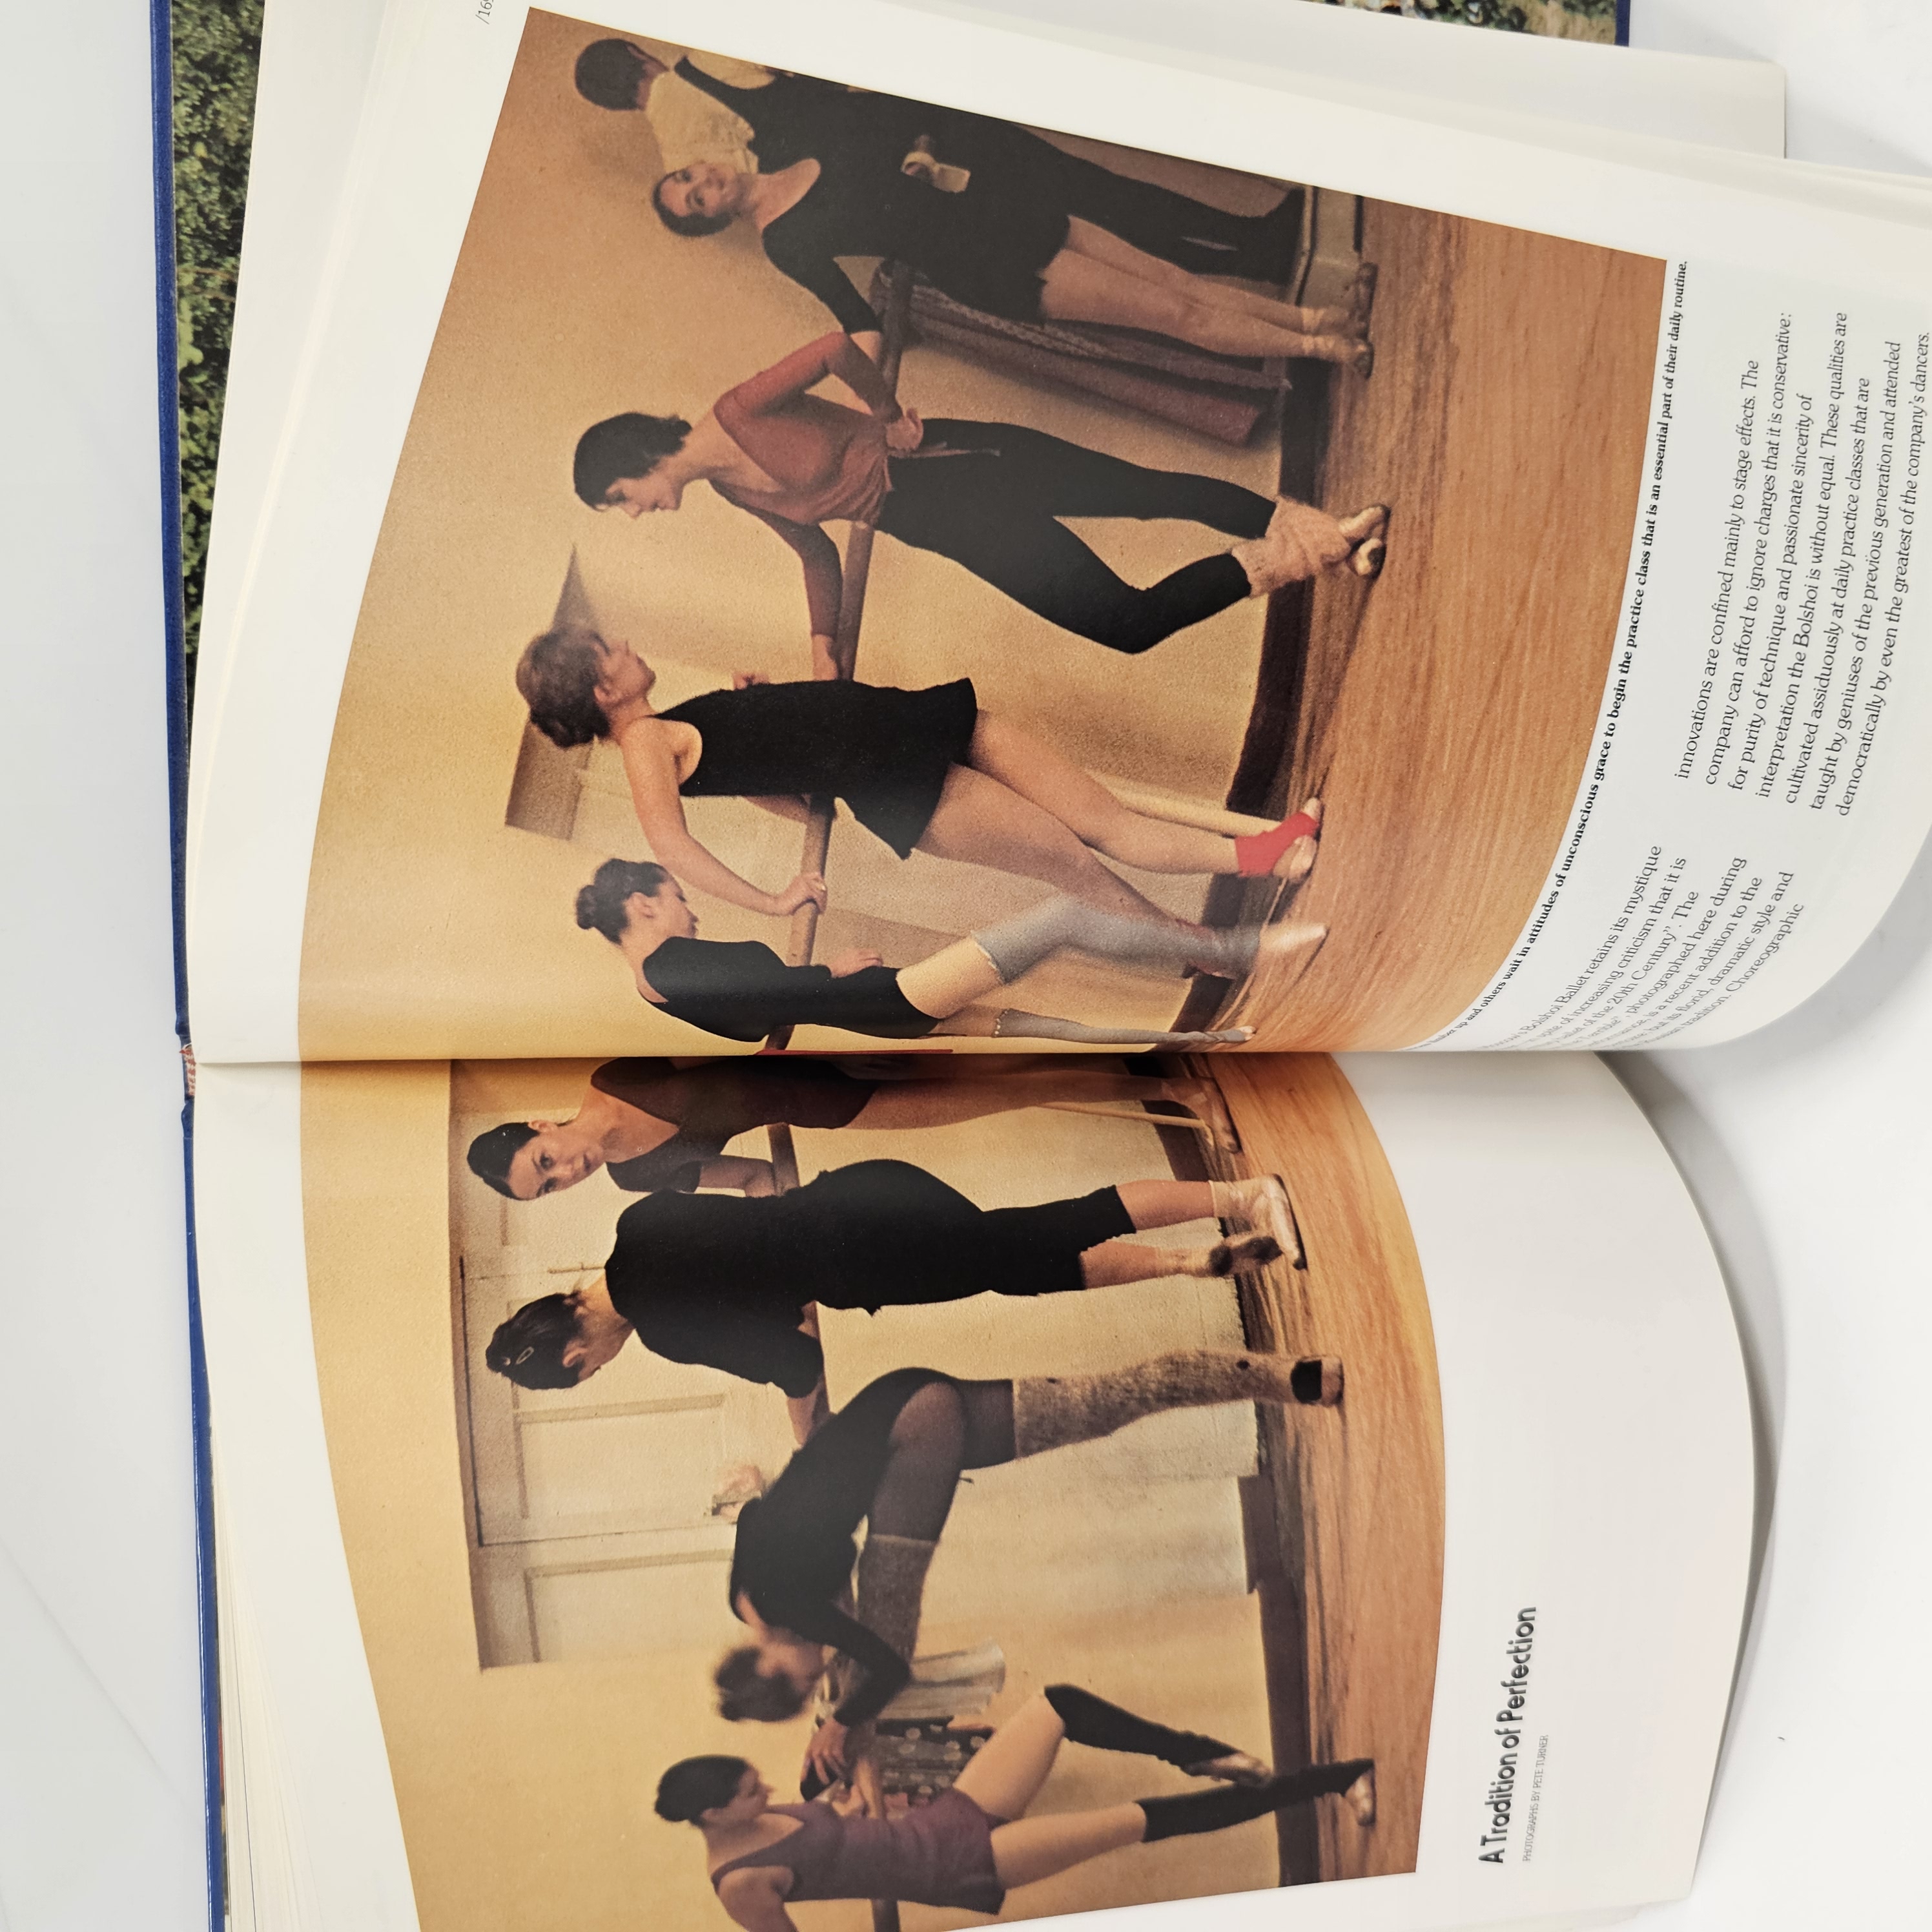 A Tradition of Perfection
PHOTOGRAPHS BY PETE TURNER
/16
up and others wait in attitudes of unconscious grace to begin the practice class that is an essential part of their daily routine.
Bolshoi Ballet retains its mystique
of increasing criticism that it is
of the 20th Century". The
photographed here during
is a recent addition to the
its florid, dramatic style and
tradition. Choreographic
innovations are confined mainly to stage effects. The
company can afford to ignore charges that it is conservative:
for purity of technique and passionate sincerity of
interpretation the Bolshoi is without equal. These qualities are
cultivated assiduously at daily practice classes that are
taught by geniuses of the previous generation and attended
democratically by even the greatest of the company's dancers.